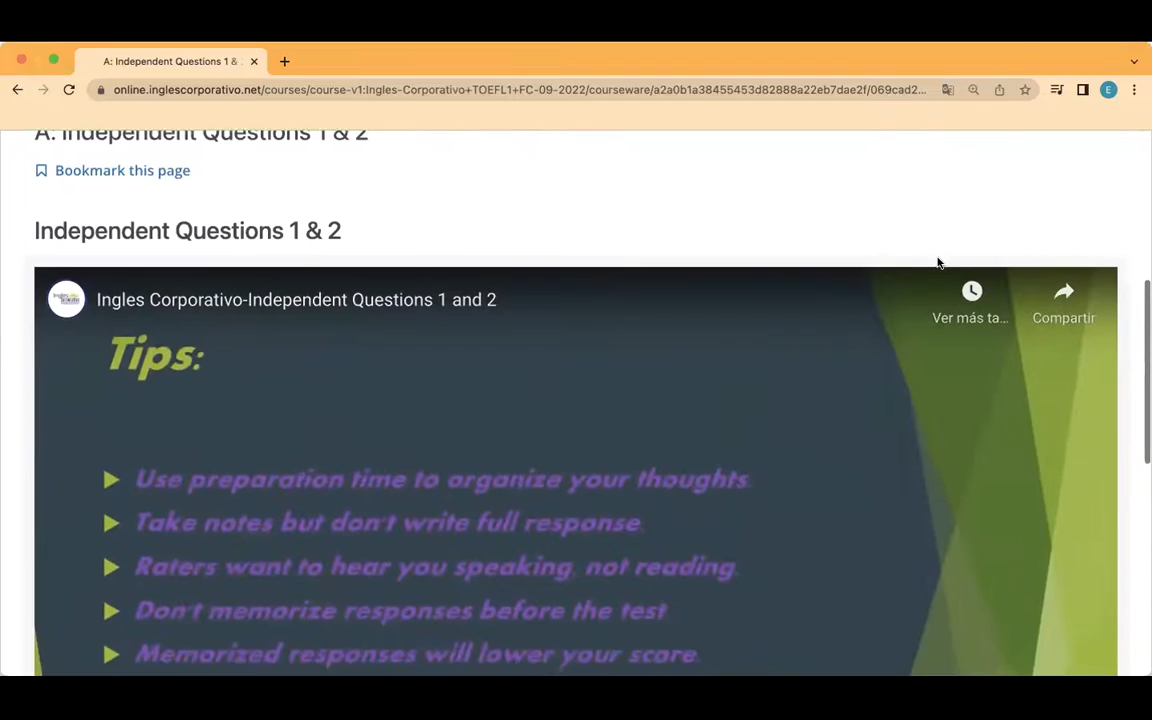 A: Independent Questions 1 &
online.inglescorporativo.net/courses/course-v1:Ingles-Corporativo+TOEFL1+FC-09-2022/courseware/a2a0b1a38455453d82888a22eb7dae2f/069cad2...
E
A: Independent Questions 1 & 2
Bookmark this page
Independent Questions 1 & 2
Ingles Corporativo-Independent Questions 1 and 2
Ver más ta...
Compartir
Tips:
Use preparation time to organize your thoughts.
Take notes but don't write full response.
Raters want to hear you speaking, not reading.
Don't memorize responses before the test
Memorized responses will lower your score.